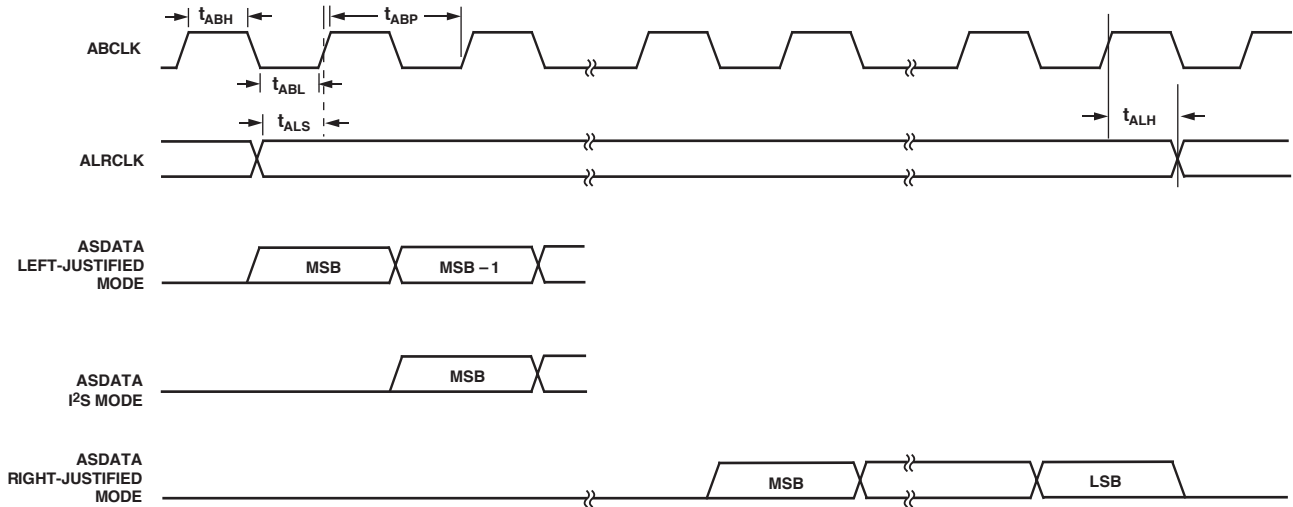 tABH
tABP
ABCLK
tABL
tALS
tALH
ALRCLK
ASDATA
LEFT-JUSTIFIED
MODE
MSB
MSB – 1
ASDATA
I²S MODE
MSB
ASDATA
RIGHT-JUSTIFIED
MODE
MSB
LSB